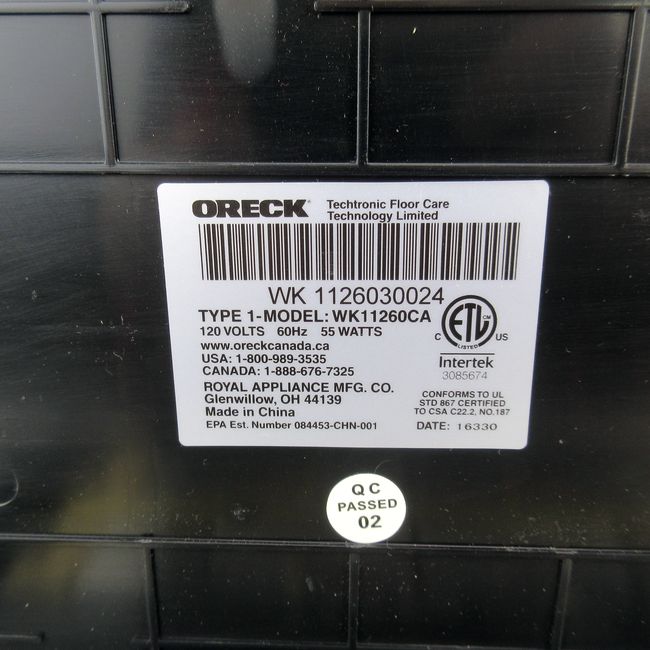 ORECK Techtronic Floor Care
Technology Limited
WK 1126030024
TYPE 1-MODEL: WK11260CA
120 VOLTS 60Hz 55 WATTS
www.oreckcanada.ca
USA: 1-800-989-3535
CANADA: 1-888-676-7325
ROYAL APPLIANCE MFG. CO.
Glenwillow, OH 44139
Made in China
EPA Est. Number 084453-CHN-001
ETL CM
C US
LISTED
Intertek
3085674
CONFORMS TO UL
STD 867 CERTIFIED
TO CSA C22.2, NO.187
DATE: 16330
QC
PASSED
02